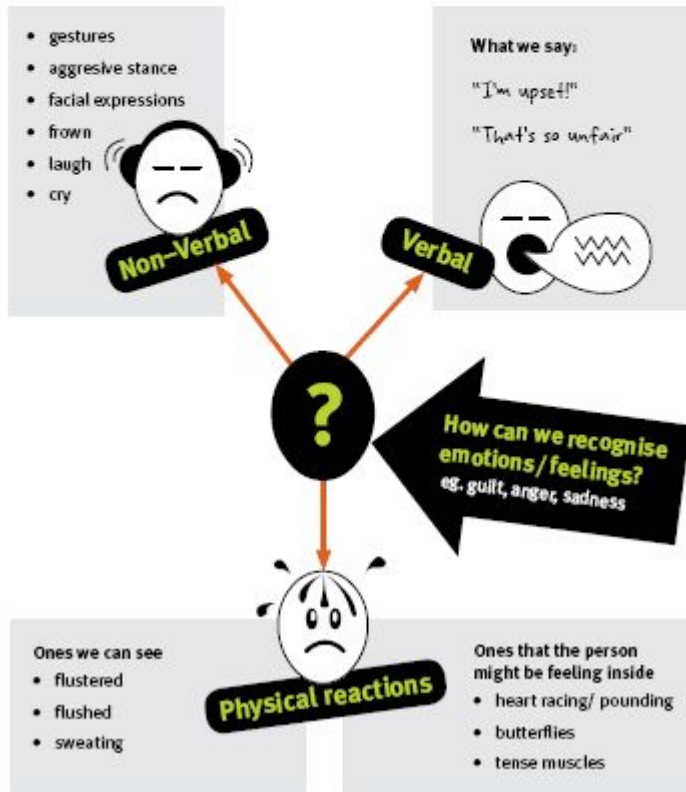 • gestures
• aggresive stance
• facial expressions
• frown
• laugh
• cry
Non-Verbal
What we say:
"I'm upset!"
"That's so unfair"
Verbal
?
How can we recognise
emotions/feelings?
eg. guilt, anger, sadness
Physical reactions
Ones we can see
• flustered
• flushed
• sweating
Ones that the person
might be feeling inside
• heart racing/ pounding
• butterflies
• tense muscles